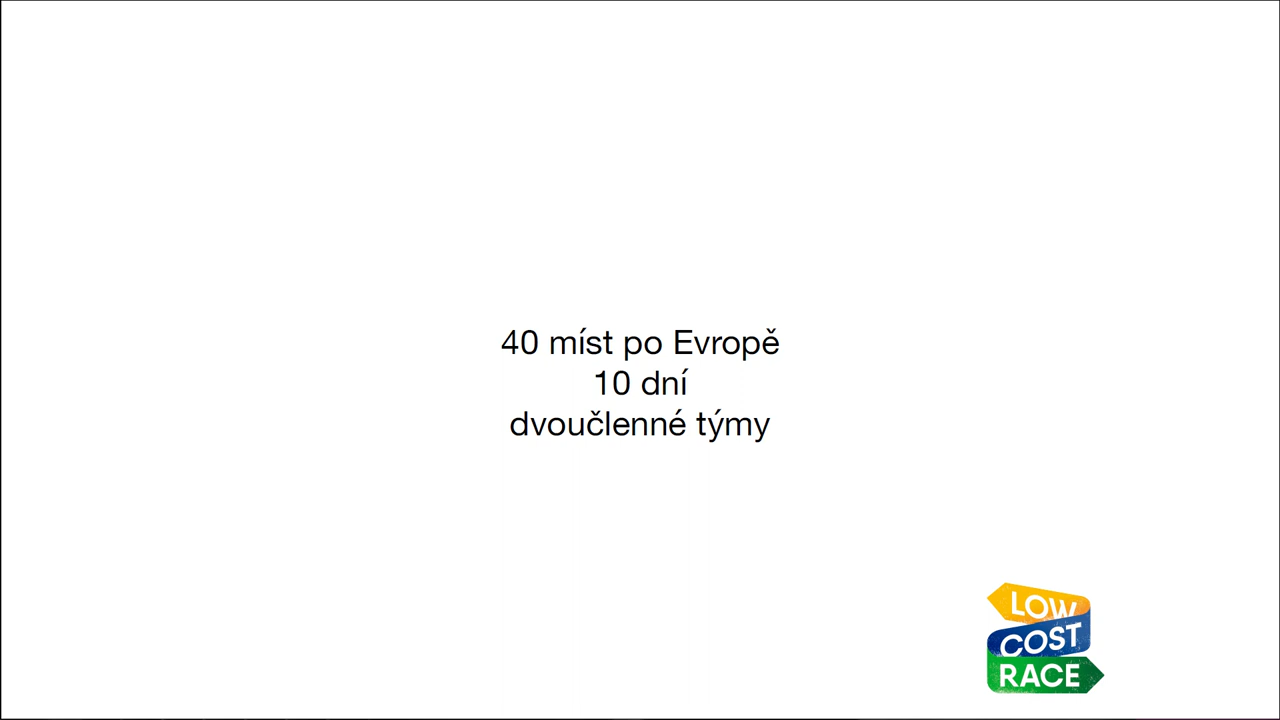 40 míst po Evropě
10 dní
dvoučlenné týmy
LOW
COST
RACE